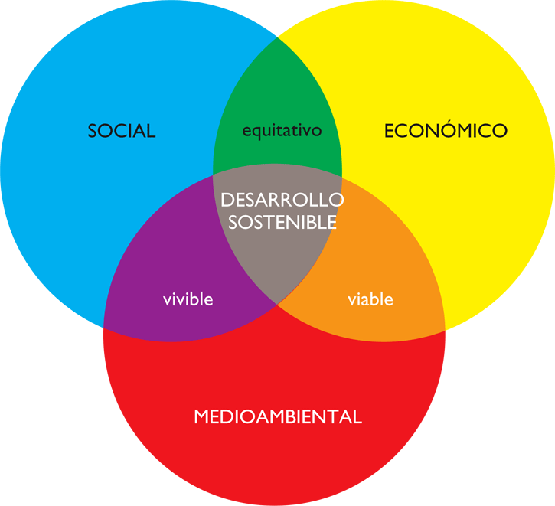 SOCIAL
equitativo
ECONÓMICO
DESARROLLO
SOSTENIBLE
vivible
viable
MEDIOAMBIENTAL